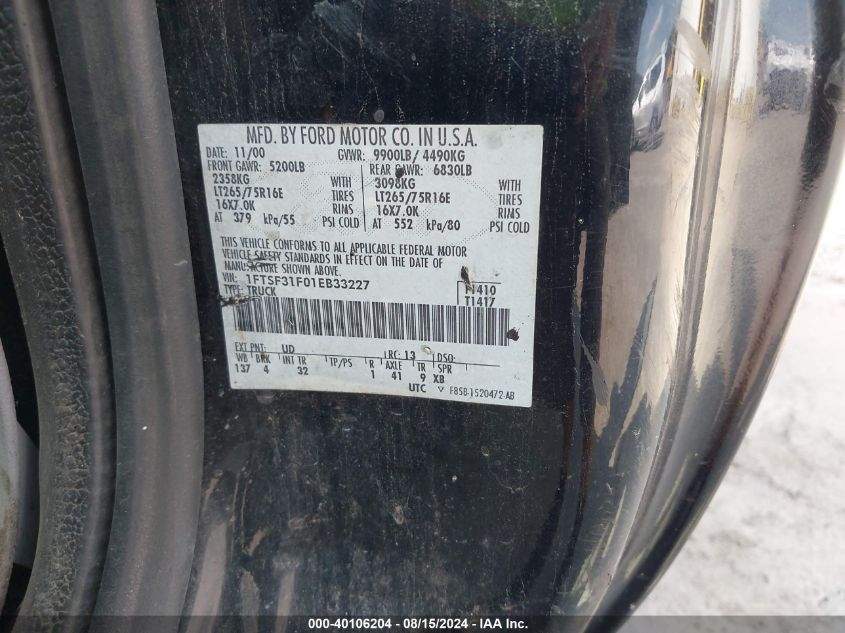 MFD. BY FORD MOTOR CO. IN U.S.A.
DATE: 11/00 GVWR: 9900LB/ 4490KG
FRONT GAWR: 5200LB REAR GAWR: 6830LB
2358KG WITH 3098KG WITH
LT265/75R16E TIRES LT265/75R16E TIRES
16X7.0K RIMS 16X7.0K RIMS
AT 379 kPa/55 PSI COLD AT 552 kPa/80 PSI COLD
THIS VEHICLE CONFORMS TO ALL APPLICABLE FEDERAL MOTOR
VEHICLE SAFETY STANDARDS IN EFFECT ON THE DATE OF
MANUFACTURE SHOWN ABOVE.
VIN: 1FTSF31F01EB33227 T1410
TYPE: TRUCK T1417
EXT PNT: UD RC: 13 DSO:
WB BRK INT TR TP/PS R AXLE TR SPR
137 4 32 1 41 9 XB
UTC F85B-1520472-AB
000-40106204 - 08/15/2024 - IAAI.COM